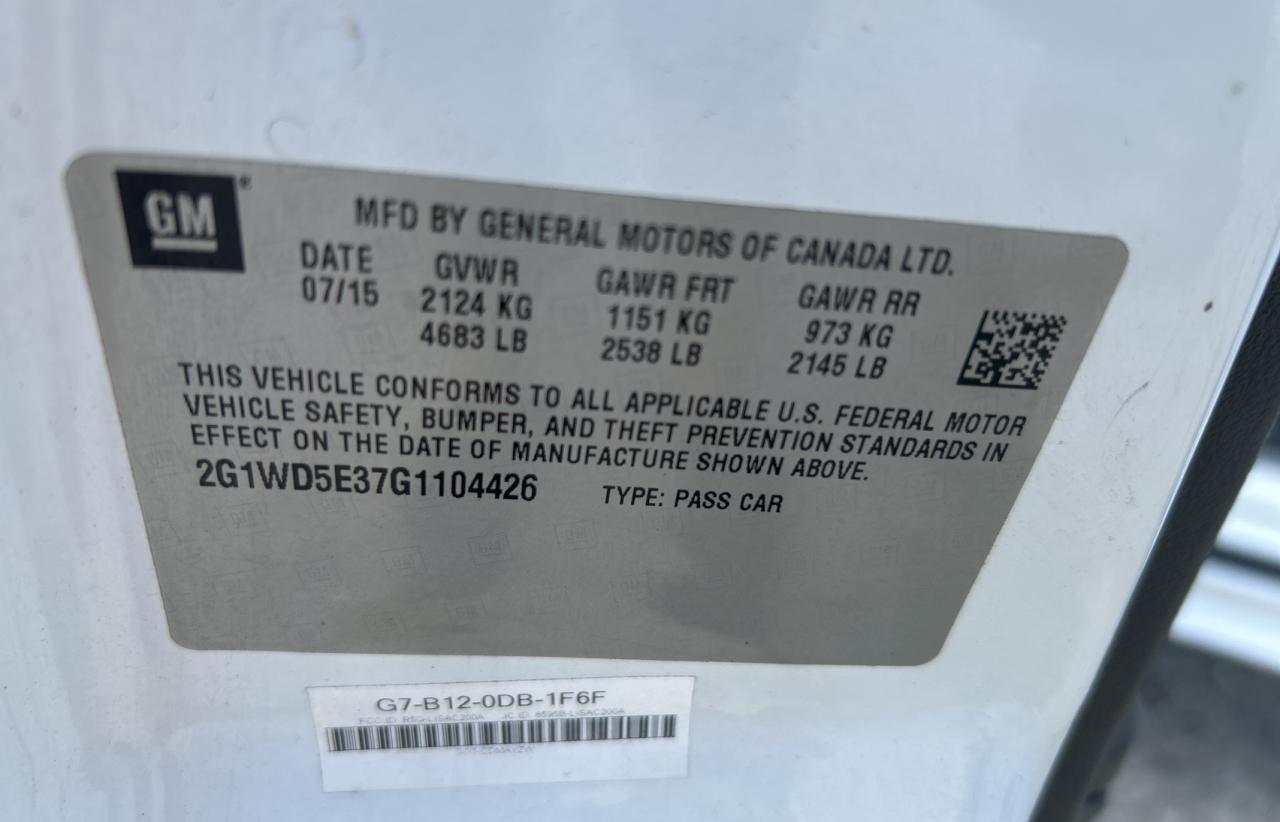 GM®
MFD BY GENERAL MOTORS OF CANADA LTD.
DATE GVWR GAWR FRT GAWR RR
07/15 2124 KG 1151 KG 973 KG
4683 LB 2538 LB 2145 LB
THIS VEHICLE CONFORMS TO ALL APPLICABLE U.S. FEDERAL MOTOR
VEHICLE SAFETY, BUMPER, AND THEFT PREVENTION STANDARDS IN
EFFECT ON THE DATE OF MANUFACTURE SHOWN ABOVE.
2G1WD5E37G1104426 TYPE: PASS CAR
G7-B12-0DB-1F6F
FCC ID